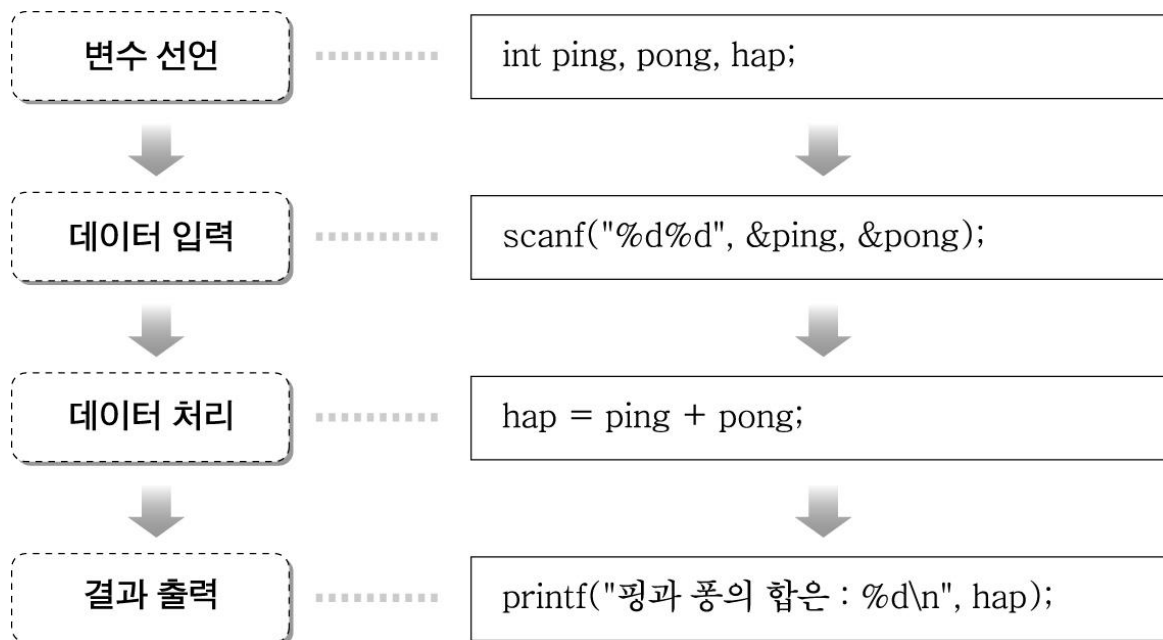 변수 선언
int ping, pong, hap;
데이터 입력
scanf("%d%d", &ping, &pong);
데이터 처리
hap = ping + pong;
결과 출력
printf("핑과 퐁의 합은 : %d\n", hap);